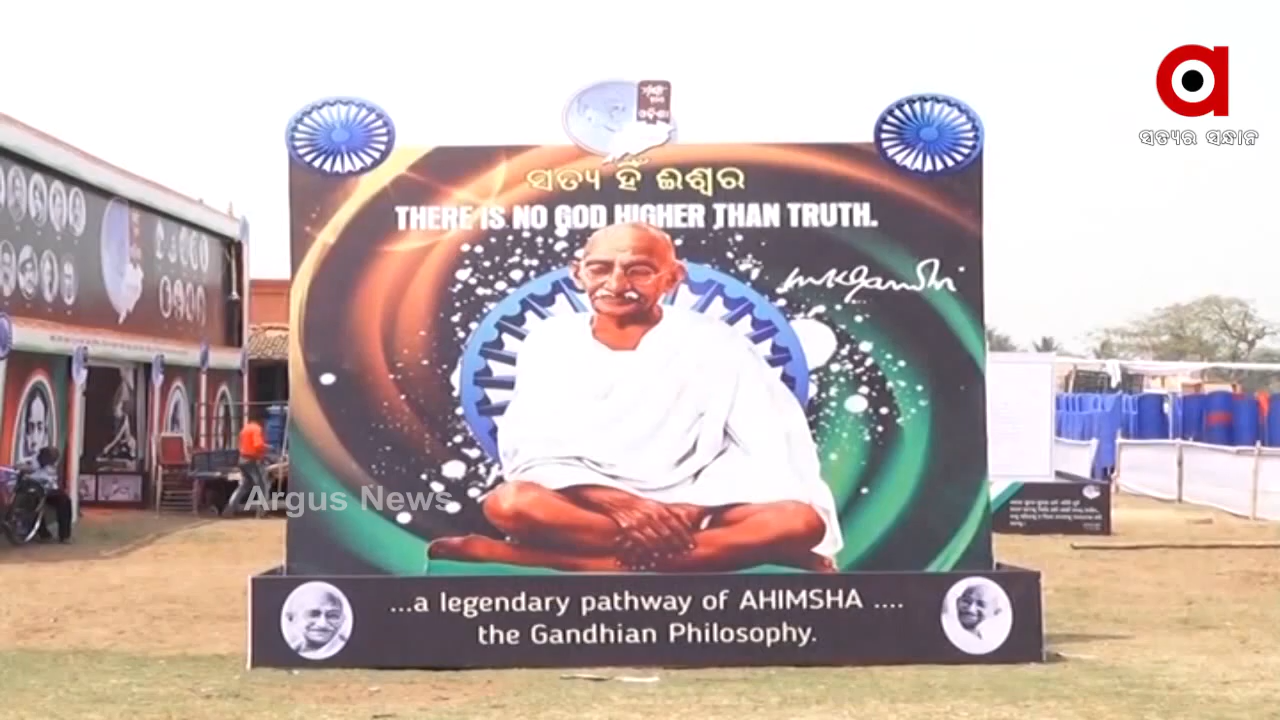 ସତ୍ୟର ସନ୍ଧାନ
ସତ୍ୟ ହିଁ ଈଶ୍ୱର
THERE IS NO GOD HIGHER THAN TRUTH.
mkgandhi
Argus News
...a legendary pathway of AHIMSHA ....
the Gandhian Philosophy.